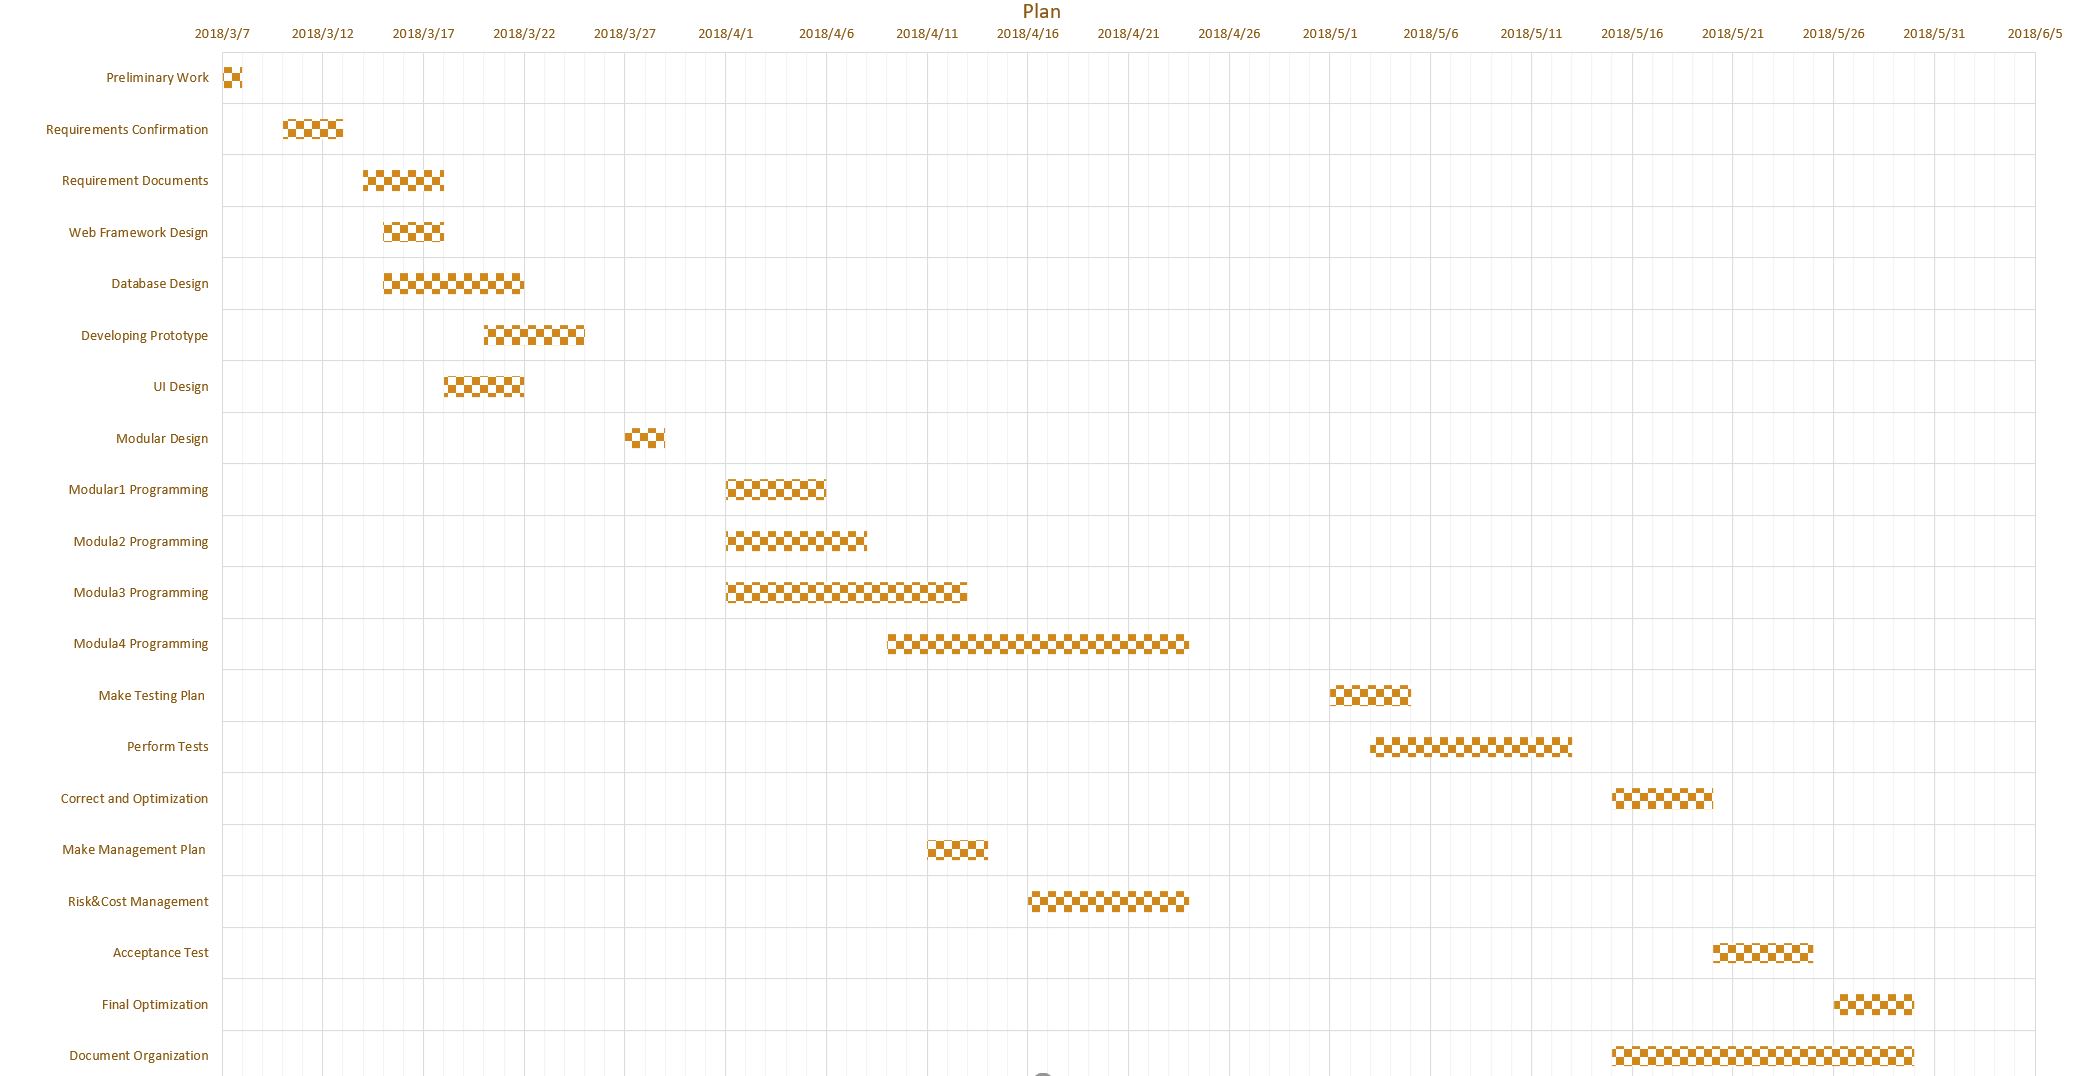 Plan
2018/3/7 2018/3/12 2018/3/17 2018/3/22 2018/3/27 2018/4/1 2018/4/6 2018/4/11 2018/4/16 2018/4/21 2018/4/26 2018/5/1 2018/5/6 2018/5/11 2018/5/16 2018/5/21 2018/5/26 2018/5/31 2018/6/5
Preliminary Work
Requirements Confirmation
Requirement Documents
Web Framework Design
Database Design
Developing Prototype
UI Design
Modular Design
Modular1 Programming
Modula2 Programming
Modula3 Programming
Modula4 Programming
Make Testing Plan
Perform Tests
Correct and Optimization
Make Management Plan
Risk&Cost Management
Acceptance Test
Final Optimization
Document Organization